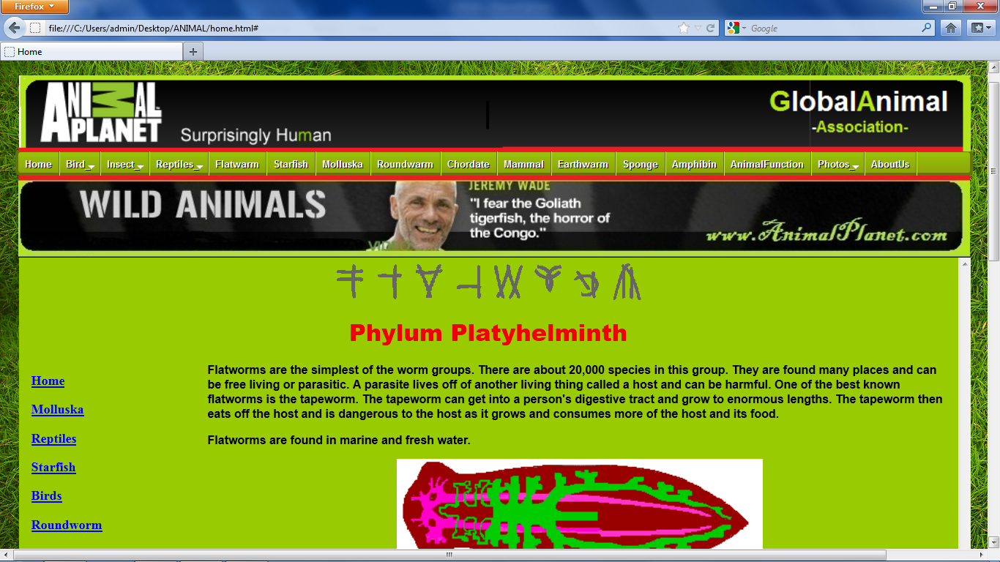 Firefox
file:///C:/Users/admin/Desktop/ANIMAL/home.html#
Google
Home
ANIMAL PLANET
Surprisingly Human
GlobalAnimal
-Association-
Home Bird Insect Reptiles Flatwarm Starfish Molluska Roundwarm Chordate Mammal Earthwarm Sponge Amphibin AnimalFunction Photos AboutUs
WILD ANIMALS
JEREMY WADE
"I fear the Goliath
tigerfish, the horror of
the Congo."
www.AnimalPlanet.com
Phylum Platyhelminth
Flatworms are the simplest of the worm groups. There are about 20,000 species in this group. They are found many places and can
be free living or parasitic. A parasite lives off of another living thing called a host and can be harmful. One of the best known
flatworms is the tapeworm. The tapeworm can get into a person's digestive tract and grow to enormous lengths. The tapeworm then
eats off the host and is dangerous to the host as it grows and consumes more of the host and its food.
Flatworms are found in marine and fresh water.
Home
Molluska
Reptiles
Starfish
Birds
Roundworm